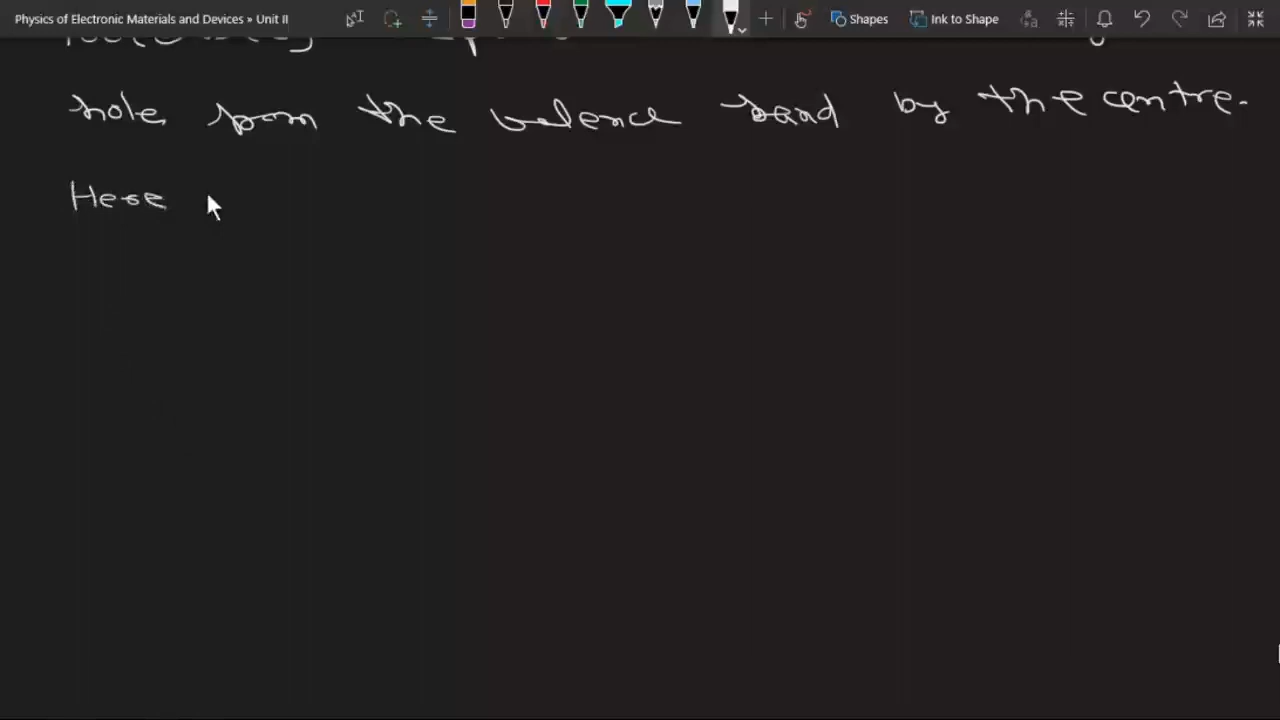 Physics of Electronic Materials and Devices » Unit II
Shapes
Ink to Shape
hole from the valence band by the centre.
Here